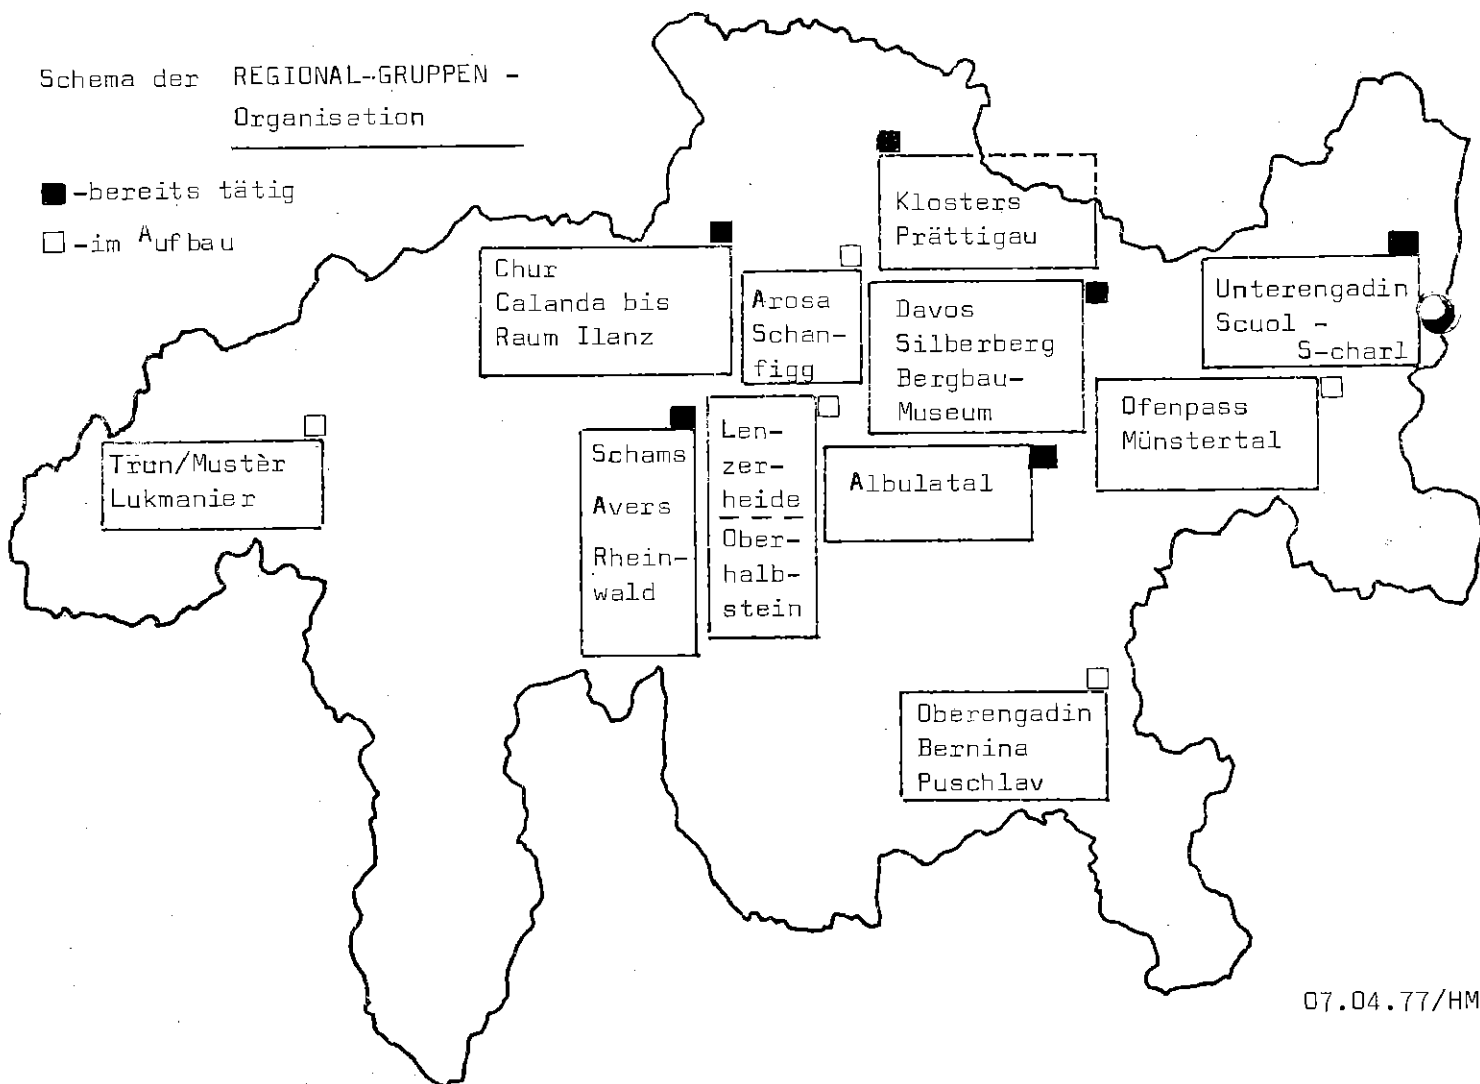 Schema der REGIONAL-GRUPPEN -
Organisation
-bereits tätig
-im Aufbau
Klosters
Prättigau
Chur
Calanda bis
Raum Ilanz
Arosa
Schan-
figg
Davos
Silberberg
Bergbau-
Museum
Unterengadin
Scuol -
S-charl
Ofenpass
Münstertal
Trun/Mustèr
Lukmanier
Schams
Avers
Rhein-
wald
Len-
zer-
heide
Ober-
halb-
stein
Albulatal
Oberengadin
Bernina
Puschlav
07.04.77/HM